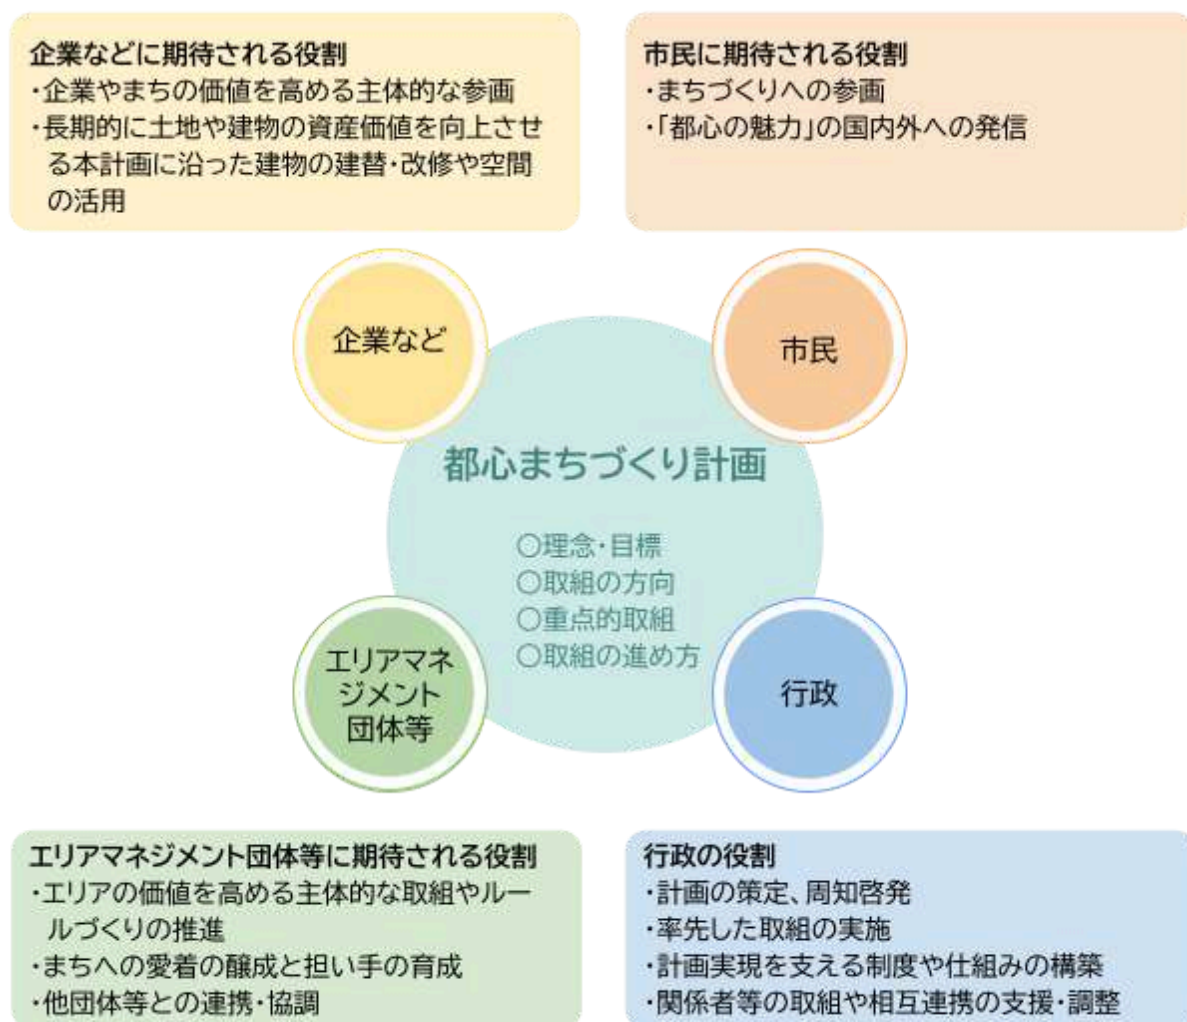 企業などに期待される役割
・企業やまちの価値を高める主体的な参画
・長期的に土地や建物の資産価値を向上させ
る本計画に沿った建物の建替・改修や空間
の活用
市民に期待される役割
・まちづくりへの参画
・「都心の魅力」の国内外への発信
企業など
市民
都心まちづくり計画
〇理念・目標
〇取組の方向
〇重点的取組
〇取組の進め方
エリアマネ
ジメント
団体等
行政
エリアマネジメント団体等に期待される役割
・エリアの価値を高める主体的な取組やルー
ルづくりの推進
・まちへの愛着の醸成と担い手の育成
・他団体等との連携・協調
行政の役割
・計画の策定、周知啓発
・率先した取組の実施
・計画実現を支える制度や仕組みの構築
・関係者等の取組や相互連携の支援・調整